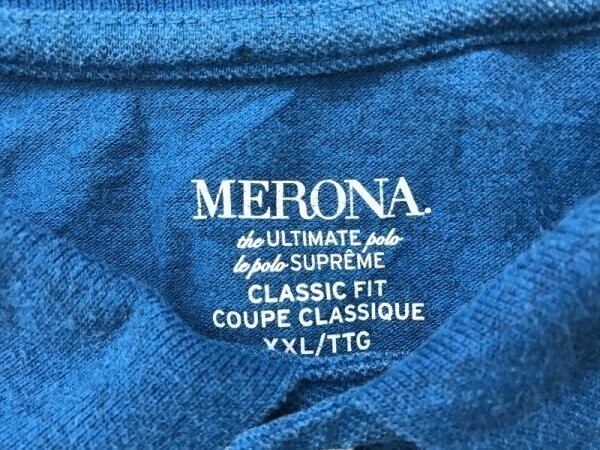 MERONA.
the ULTIMATE polo
le polo SUPRÊME
CLASSIC FIT
COUPE CLASSIQUE
XXL/TTG